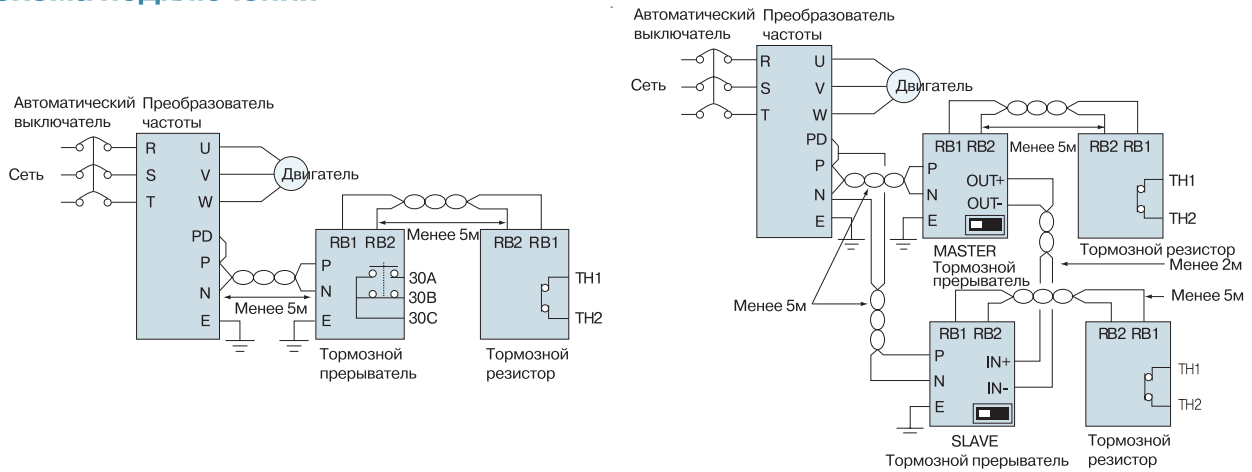 Автоматический Преобразователь
выключатель частоты
Сеть
R U
S V
T W
Двигатель
PD
P
N
E
Менее 5м
RB1 RB2
P
N
E
30A
30B
30C
Тормозной
прерыватель
Менее 5м
RB2 RB1
TH1
TH2
Тормозной
резистор
Автоматический Преобразователь
выключатель частоты
Сеть
R U
S V
T W
Двигатель
PD
P
N
E
Менее 5м
RB1 RB2
P
N
E
OUT+
OUT-
MASTER
Тормозной
прерыватель
Менее 5м
RB2 RB1
TH1
TH2
Тормозной резистор
Менее 2м
Менее 5м
RB1 RB2
P
N
E
IN+
IN-
SLAVE
Тормозной прерыватель
RB2 RB1
TH1
TH2
Тормозной
резистор